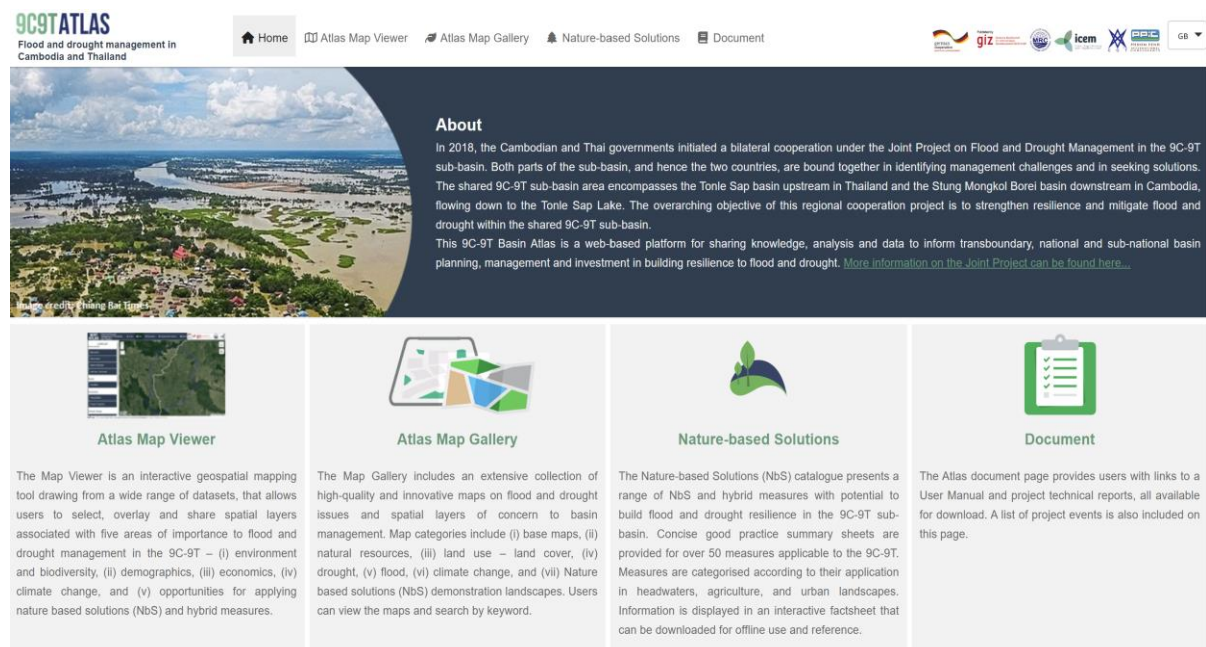 9C9TATLAS
Flood and drought management in
Cambodia and Thailand
Home
Atlas Map Viewer
Atlas Map Gallery
Nature-based Solutions
Document
giz
MRC
icem
GB
About
In 2018, the Cambodian and Thai governments initiated a bilateral cooperation under the Joint Project on Flood and Drought Management in the 9C-9T
sub-basin. Both parts of the sub-basin, and hence the two countries, are bound together in identifying management challenges and in seeking solutions.
The shared 9C-9T sub-basin area encompasses the Tonle Sap basin upstream in Thailand and the Stung Mongkol Borei basin downstream in Cambodia,
flowing down to the Tonle Sap Lake. The overarching objective of this regional cooperation project is to strengthen resilience and mitigate flood and
drought within the shared 9C-9T sub-basin.
This 9C-9T Basin Atlas is a web-based platform for sharing knowledge, analysis and data to inform transboundary, national and sub-national basin
planning, management and investment in building resilience to flood and drought. More information on the Joint Project can be found here...
Image credit: Chiang Rai Times
Atlas Map Viewer
The Map Viewer is an interactive geospatial mapping
tool drawing from a wide range of datasets, that allows
users to select, overlay and share spatial layers
associated with five areas of importance to flood and
drought management in the 9C-9T – (i) environment
and biodiversity, (ii) demographics, (iii) economics, (iv)
climate change, and (v) opportunities for applying
nature based solutions (NbS) and hybrid measures.
Atlas Map Gallery
The Map Gallery includes an extensive collection of
high-quality and innovative maps on flood and drought
issues and spatial layers of concern to basin
management. Map categories include (i) base maps, (ii)
natural resources, (iii) land use – land cover, (iv)
drought, (v) flood, (vi) climate change, and (vii) Nature
based solutions (NbS) demonstration landscapes. Users
can view the maps and search by keyword.
Nature-based Solutions
The Nature-based Solutions (NbS) catalogue presents a
range of NbS and hybrid measures with potential to
build flood and drought resilience in the 9C-9T sub-
basin. Concise good practice summary sheets are
provided for over 50 measures applicable to the 9C-9T.
Measures are categorised according to their application
in headwaters, agriculture, and urban landscapes.
Information is displayed in an interactive factsheet that
can be downloaded for offline use and reference.
Document
The Atlas document page provides users with links to a
User Manual and project technical reports, all available
for download. A list of project events is also included on
this page.